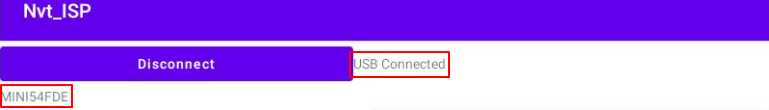 Nvt_ISP
Disconnect USB Connected
MINI54FDE